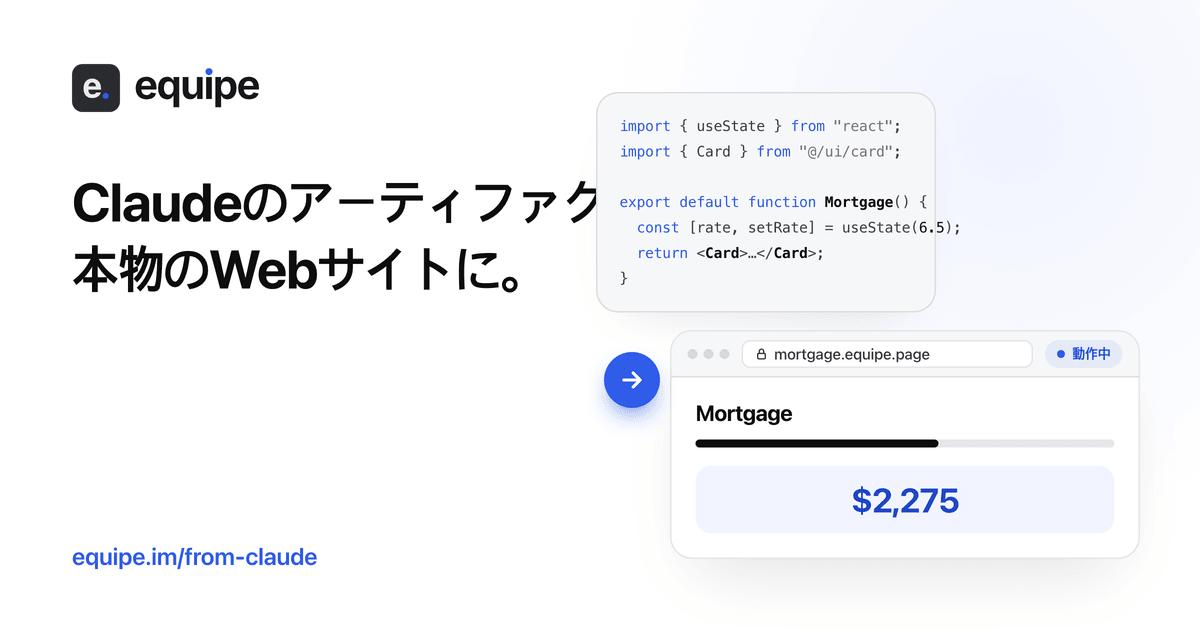 e.
equipe
Claudeのアーティファク
本物のWebサイトに。
import { useState } from "react";
import { Card } from "@/ui/card";
export default function Mortgage() {
const [rate, setRate] = useState(6.5);
return <Card>…</Card>;
}
mortgage.equipe.page
動作中
Mortgage
$2,275
equipe.im/from-claude